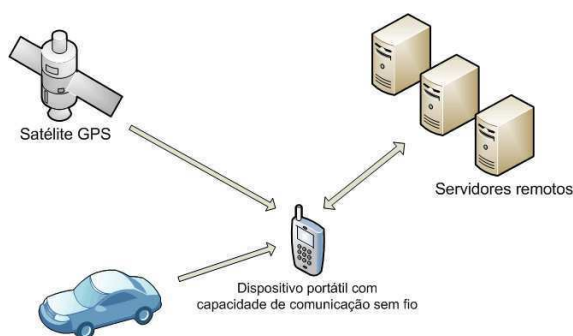 Satélite GPS
Servidores remotos
Dispositivo portátil com
capacidade de comunicação sem fio